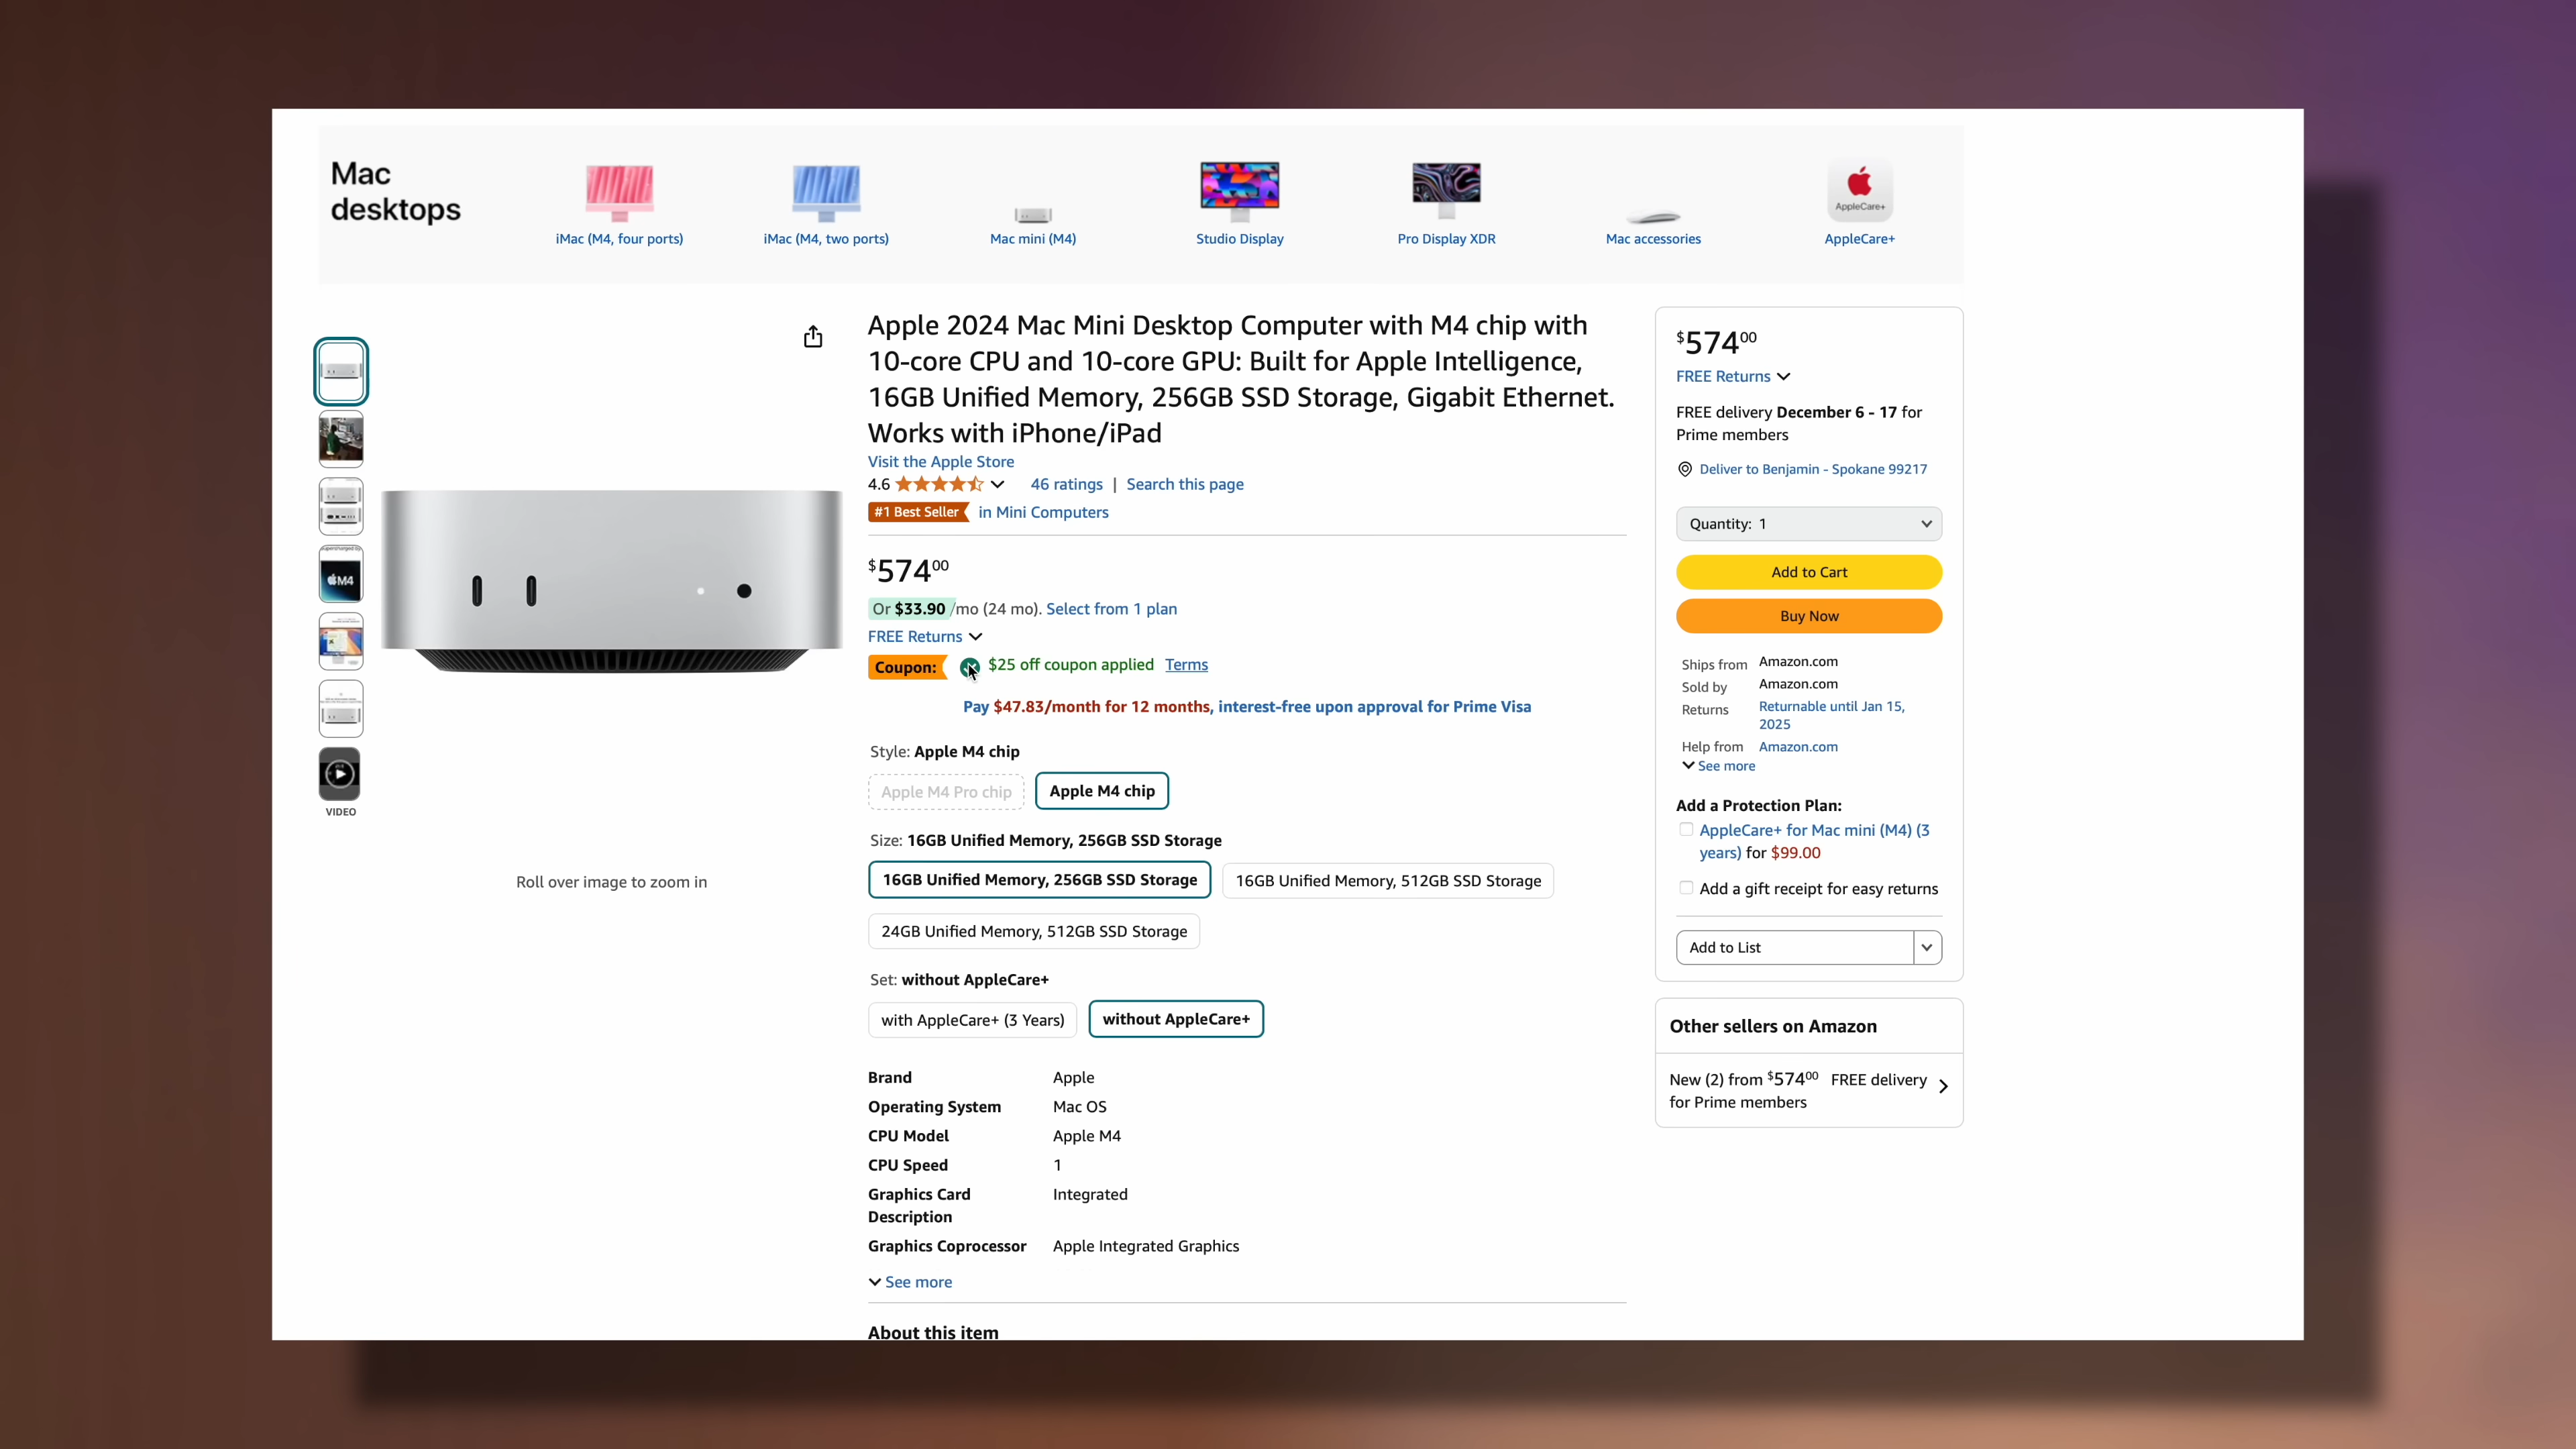 Mac
desktops
iMac (M4, four ports)
iMac (M4, two ports)
Mac mini (M4)
Studio Display
Pro Display XDR
Mac accessories
AppleCare+
AppleCare+
Apple 2024 Mac Mini Desktop Computer with M4 chip with
10-core CPU and 10-core GPU: Built for Apple Intelligence,
16GB Unified Memory, 256GB SSD Storage, Gigabit Ethernet.
Works with iPhone/iPad
Visit the Apple Store
4.6 46 ratings | Search this page
#1 Best Seller in Mini Computers
$574.00
Or $33.90 /mo (24 mo). Select from 1 plan
FREE Returns
Coupon: $25 off coupon applied Terms
Pay $47.83/month for 12 months, interest-free upon approval for Prime Visa
Style: Apple M4 chip
Apple M4 Pro chip
Apple M4 chip
Size: 16GB Unified Memory, 256GB SSD Storage
16GB Unified Memory, 256GB SSD Storage
16GB Unified Memory, 512GB SSD Storage
24GB Unified Memory, 512GB SSD Storage
Set: without AppleCare+
with AppleCare+ (3 Years)
without AppleCare+
Brand Apple
Operating System Mac OS
CPU Model Apple M4
CPU Speed 1
Graphics Card Integrated
Description
Graphics Coprocessor Apple Integrated Graphics
See more
About this item
M4
VIDEO
Roll over image to zoom in
$574.00
FREE Returns
FREE delivery December 6 - 17 for
Prime members
Deliver to Benjamin - Spokane 99217
Quantity: 1
Add to Cart
Buy Now
Ships from Amazon.com
Sold by Amazon.com
Returns Returnable until Jan 15,
2025
Help from Amazon.com
See more
Add a Protection Plan:
AppleCare+ for Mac mini (M4) (3
years) for $99.00
Add a gift receipt for easy returns
Add to List
Other sellers on Amazon
New (2) from $574.00 FREE delivery
for Prime members